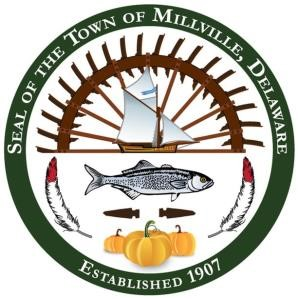 SEAL OF THE TOWN OF MILLVILLE, DELAWARE
ESTABLISHED 1907